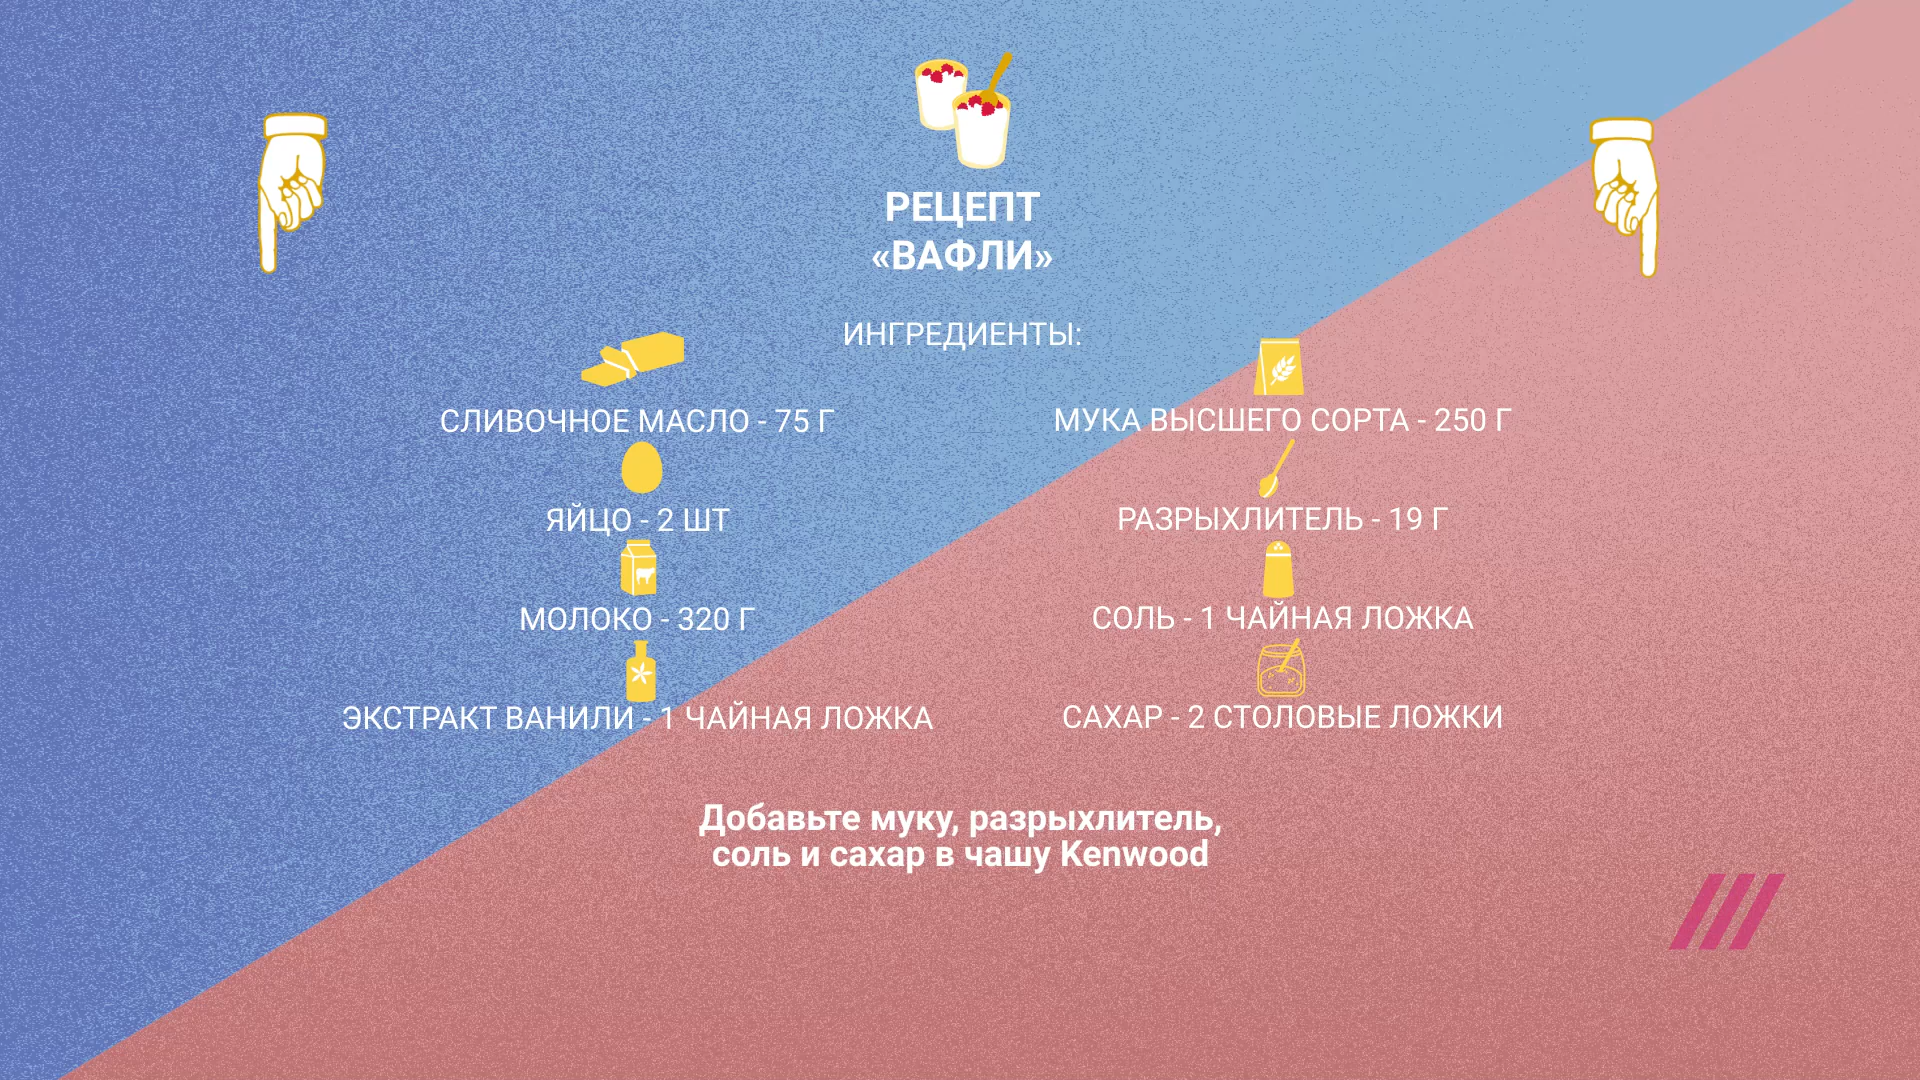 РЕЦЕПТ
«ВАФЛИ»
ИНГРЕДИЕНТЫ:
СЛИВОЧНОЕ МАСЛО - 75 Г
ЯЙЦО - 2 ШТ
МОЛОКО - 320 Г
ЭКСТРАКТ ВАНИЛИ - 1 ЧАЙНАЯ ЛОЖКА
МУКА ВЫСШЕГО СОРТА - 250 Г
РАЗРЫХЛИТЕЛЬ - 19 Г
СОЛЬ - 1 ЧАЙНАЯ ЛОЖКА
САХАР - 2 СТОЛОВЫЕ ЛОЖКИ
Добавьте муку, разрыхлитель,
соль и сахар в чашу Kenwood